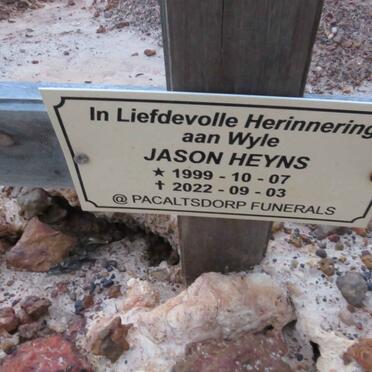 In Liefdevolle Herinnering
aan Wyle
JASON HEYNS
★ 1999 - 10 - 07
✝ 2022 - 09 - 03
@ PACALTSDORP FUNERALS